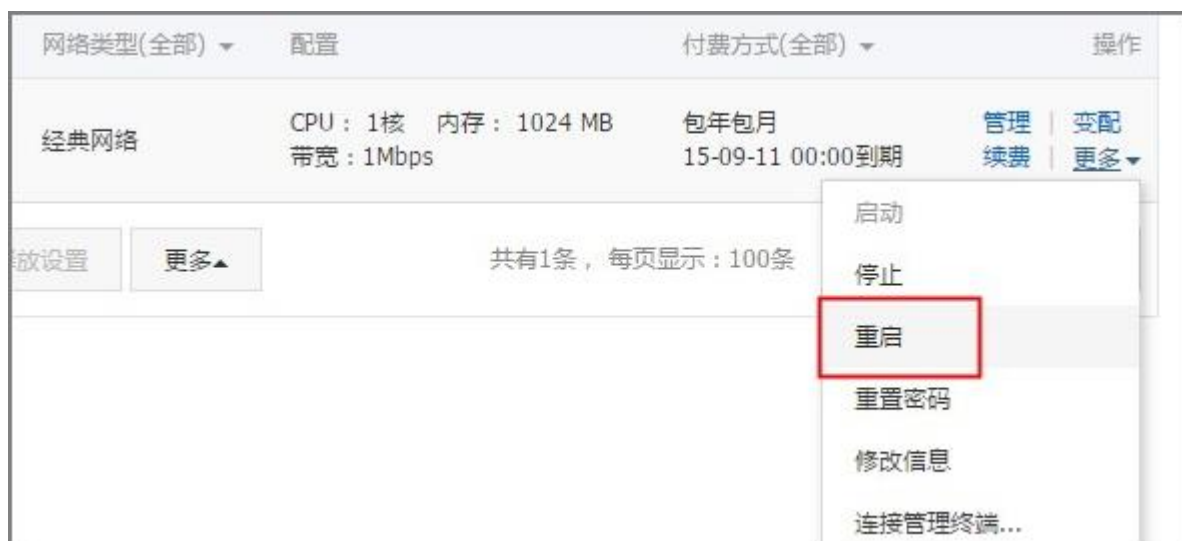 网络类型(全部) 配置 付费方式(全部) 操作
经典网络
CPU： 1核 内存： 1024 MB
带宽：1Mbps
包年包月
15-09-11 00:00到期
管理 | 变配
续费 | 更多
放设置 更多 共有1条， 每页显示：100条
启动
停止
重启
重置密码
修改信息
连接管理终端...